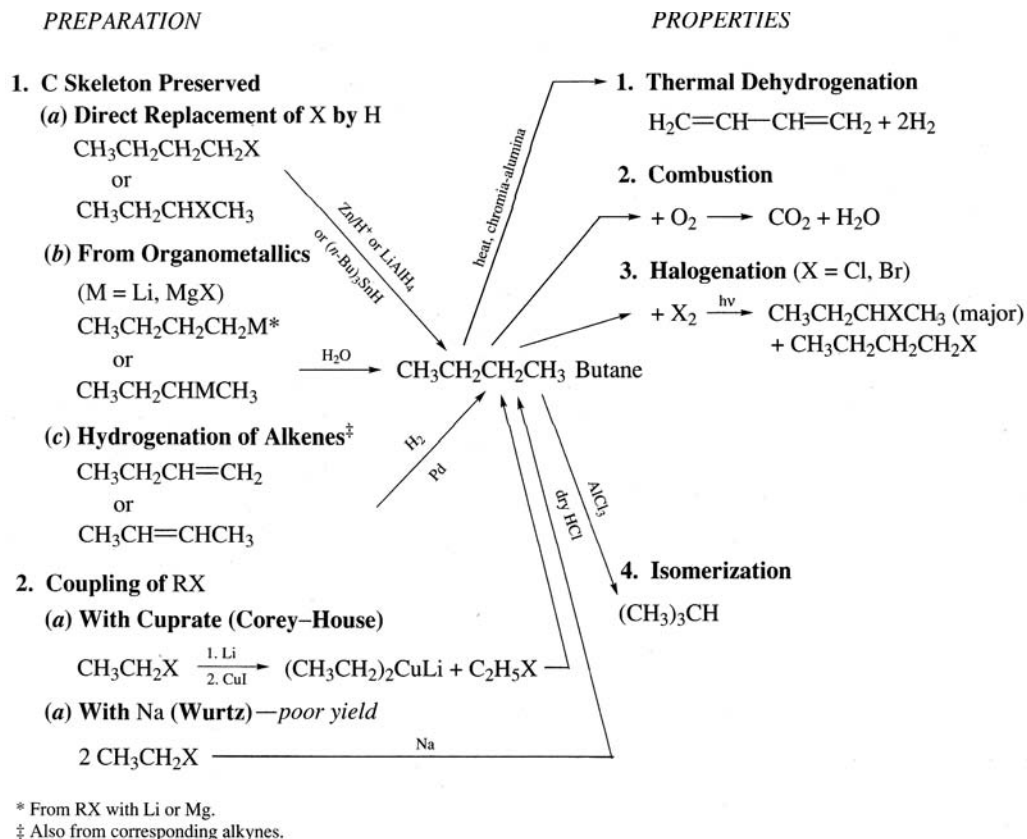 PREPARATION
1. C Skeleton Preserved
(a) Direct Replacement of X by H
CH₃CH₂CH₂CH₂X
or
CH₃CH₂CHXCH₃
Zn/H⁺ or LiAlH₄
or (n-Bu)₃SnH
(b) From Organometallics
(M = Li, MgX)
CH₃CH₂CH₂CH₂M*
or
CH₃CH₂CHMCH₃
H₂O
CH₃CH₂CH₂CH₃ Butane
(c) Hydrogenation of Alkenes‡
CH₃CH₂CH=CH₂
or
CH₃CH=CHCH₃
H₂
Pd
2. Coupling of RX
(a) With Cuprate (Corey–House)
CH₃CH₂X
1. Li
2. CuI
(CH₃CH₂)₂CuLi + C₂H₅X
(a) With Na (Wurtz)—poor yield
2 CH₃CH₂X
Na
PROPERTIES
1. Thermal Dehydrogenation
heat, chromia-alumina
H₂C=CH—CH=CH₂ + 2H₂
2. Combustion
+ O₂ → CO₂ + H₂O
3. Halogenation (X = Cl, Br)
hν
+ X₂ → CH₃CH₂CHXCH₃ (major)
+ CH₃CH₂CH₂CH₂X
AlCl₃
dry HCl
4. Isomerization
(CH₃)₃CH
* From RX with Li or Mg.
‡ Also from corresponding alkynes.